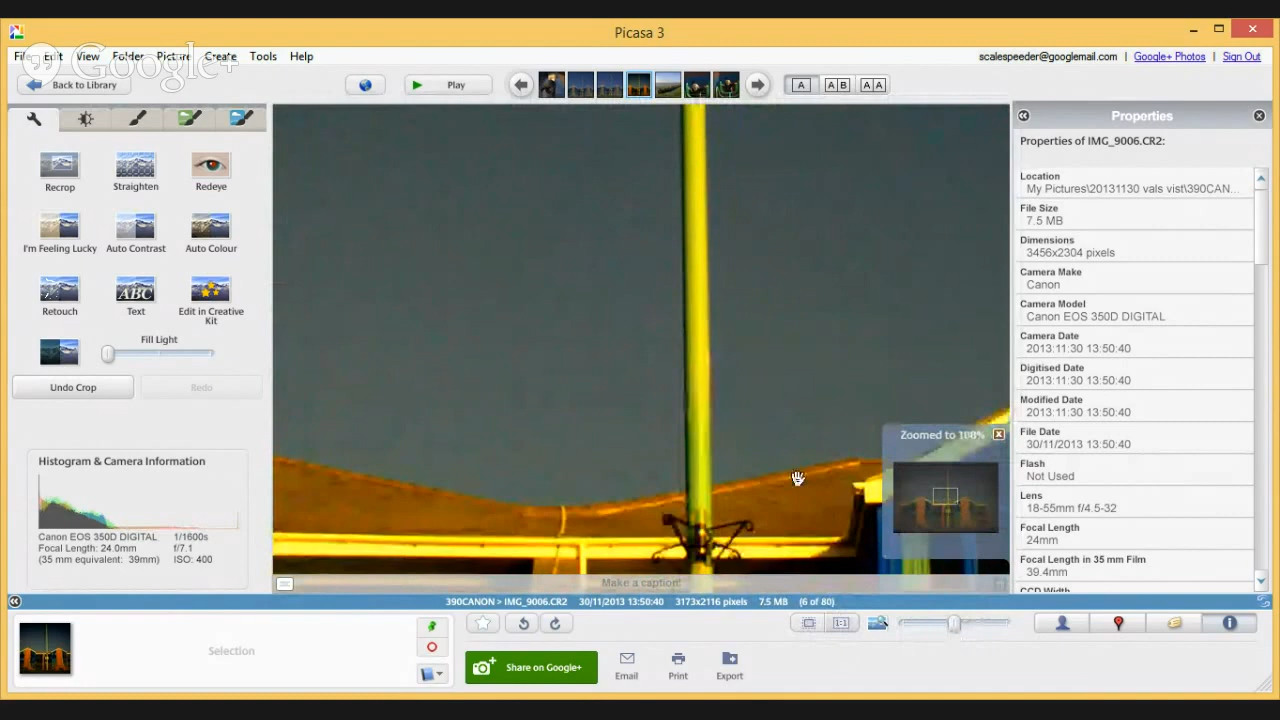 Picasa 3
File Edit View Folder Picture Create Tools Help
Google+
scalespeeder@googlemail.com | Google+ Photos | Sign Out
Back to Library
Play
A
A B
A A
Recrop
Straighten
Redeye
I'm Feeling Lucky
Auto Contrast
Auto Colour
ABC
Retouch
Text
Edit in Creative Kit
Fill Light
Undo Crop
Redo
Histogram & Camera Information
Canon EOS 350D DIGITAL 1/1600s
Focal Length: 24.0mm f/7.1
(35 mm equivalent: 39mm) ISO: 400
Zoomed to 100%
Make a caption!
Properties
Properties of IMG_9006.CR2:
Location
My Pictures\20131130 vals vist\390CAN...
File Size
7.5 MB
Dimensions
3456x2304 pixels
Camera Make
Canon
Camera Model
Canon EOS 350D DIGITAL
Camera Date
2013:11:30 13:50:40
Digitised Date
2013:11:30 13:50:40
Modified Date
2013:11:30 13:50:40
File Date
30/11/2013 13:50:40
Flash
Not Used
Lens
18-55mm f/4.5-32
Focal Length
24mm
Focal Length in 35 mm Film
39.4mm
CCD Width
390CANON > IMG_9006.CR2 30/11/2013 13:50:40 3173x2116 pixels 7.5 MB (6 of 80)
1:1
Selection
Share on Google+
Email
Print
Export